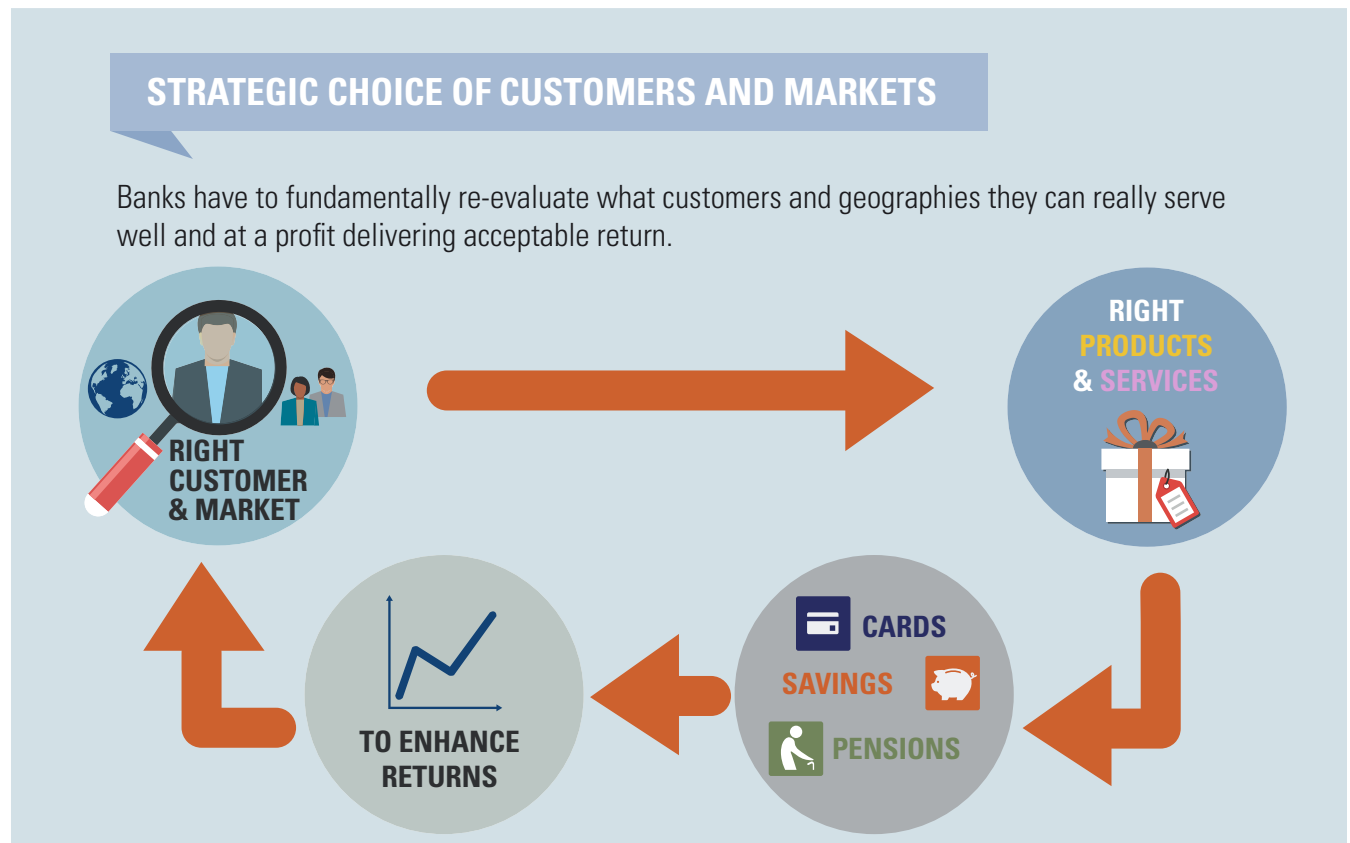 STRATEGIC CHOICE OF CUSTOMERS AND MARKETS
Banks have to fundamentally re-evaluate what customers and geographies they can really serve
well and at a profit delivering acceptable return.
RIGHT
CUSTOMER
& MARKET
RIGHT
PRODUCTS
& SERVICES
CARDS
SAVINGS
PENSIONS
TO ENHANCE
RETURNS